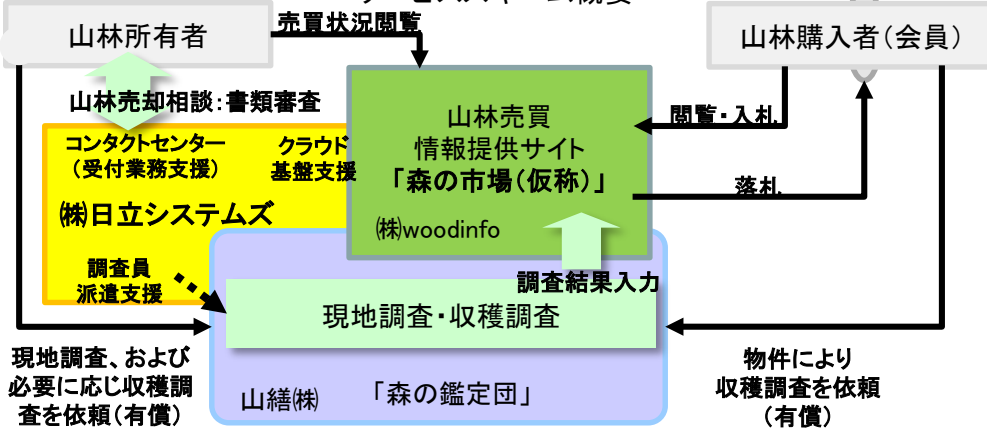 山林所有者
売買状況閲覧
山林購入者(会員)
山林売却相談:書類審査
コンタクトセンター
(受付業務支援)
クラウド
基盤支援
㈱日立システムズ
調査員
派遣支援
山林売買
情報提供サイト
「森の市場(仮称)」
㈱woodinfo
閲覧・入札
落札
調査結果入力
現地調査・収穫調査
山繕㈱
「森の鑑定団」
現地調査、および
必要に応じ収穫調
査を依頼(有償)
物件により
収穫調査を依頼
(有償)